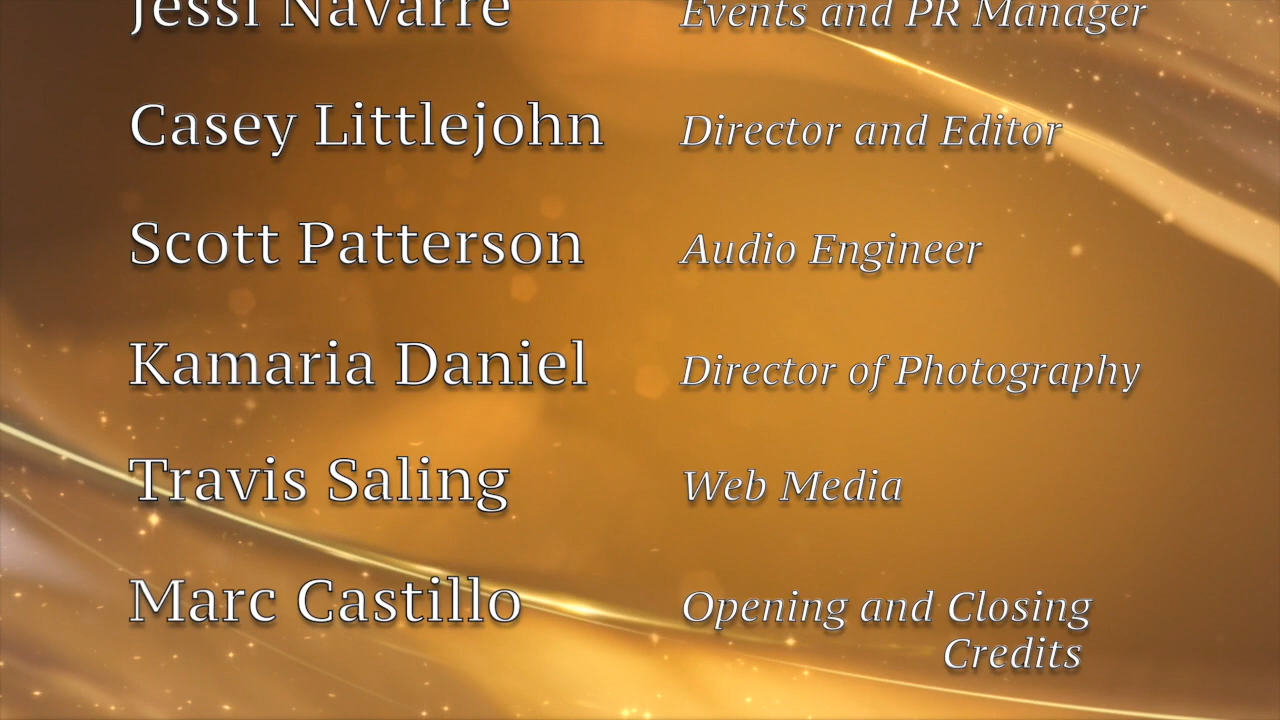 Jessi Navarre Events and PR Manager
Casey Littlejohn Director and Editor
Scott Patterson Audio Engineer
Kamaria Daniel Director of Photography
Travis Saling Web Media
Marc Castillo Opening and Closing
Credits